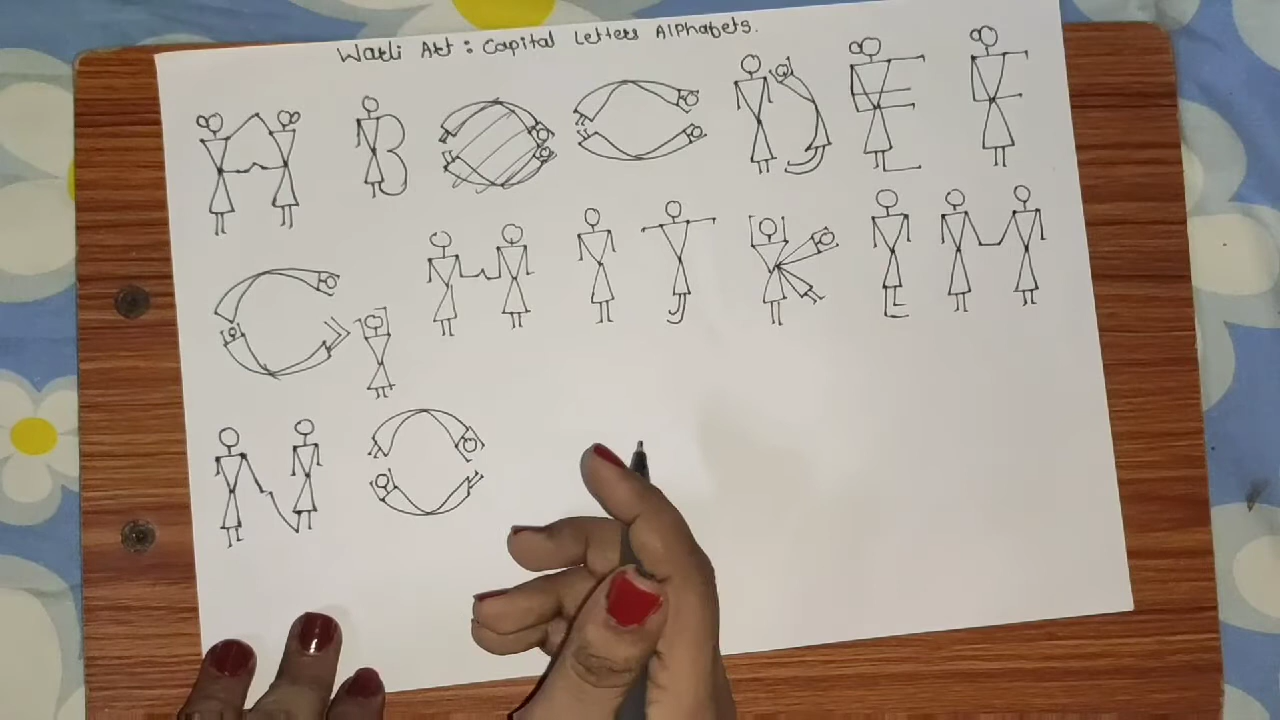 Warli Art : Capital Letters Alphabets.
A B C D E F
G H I J K L M
N O